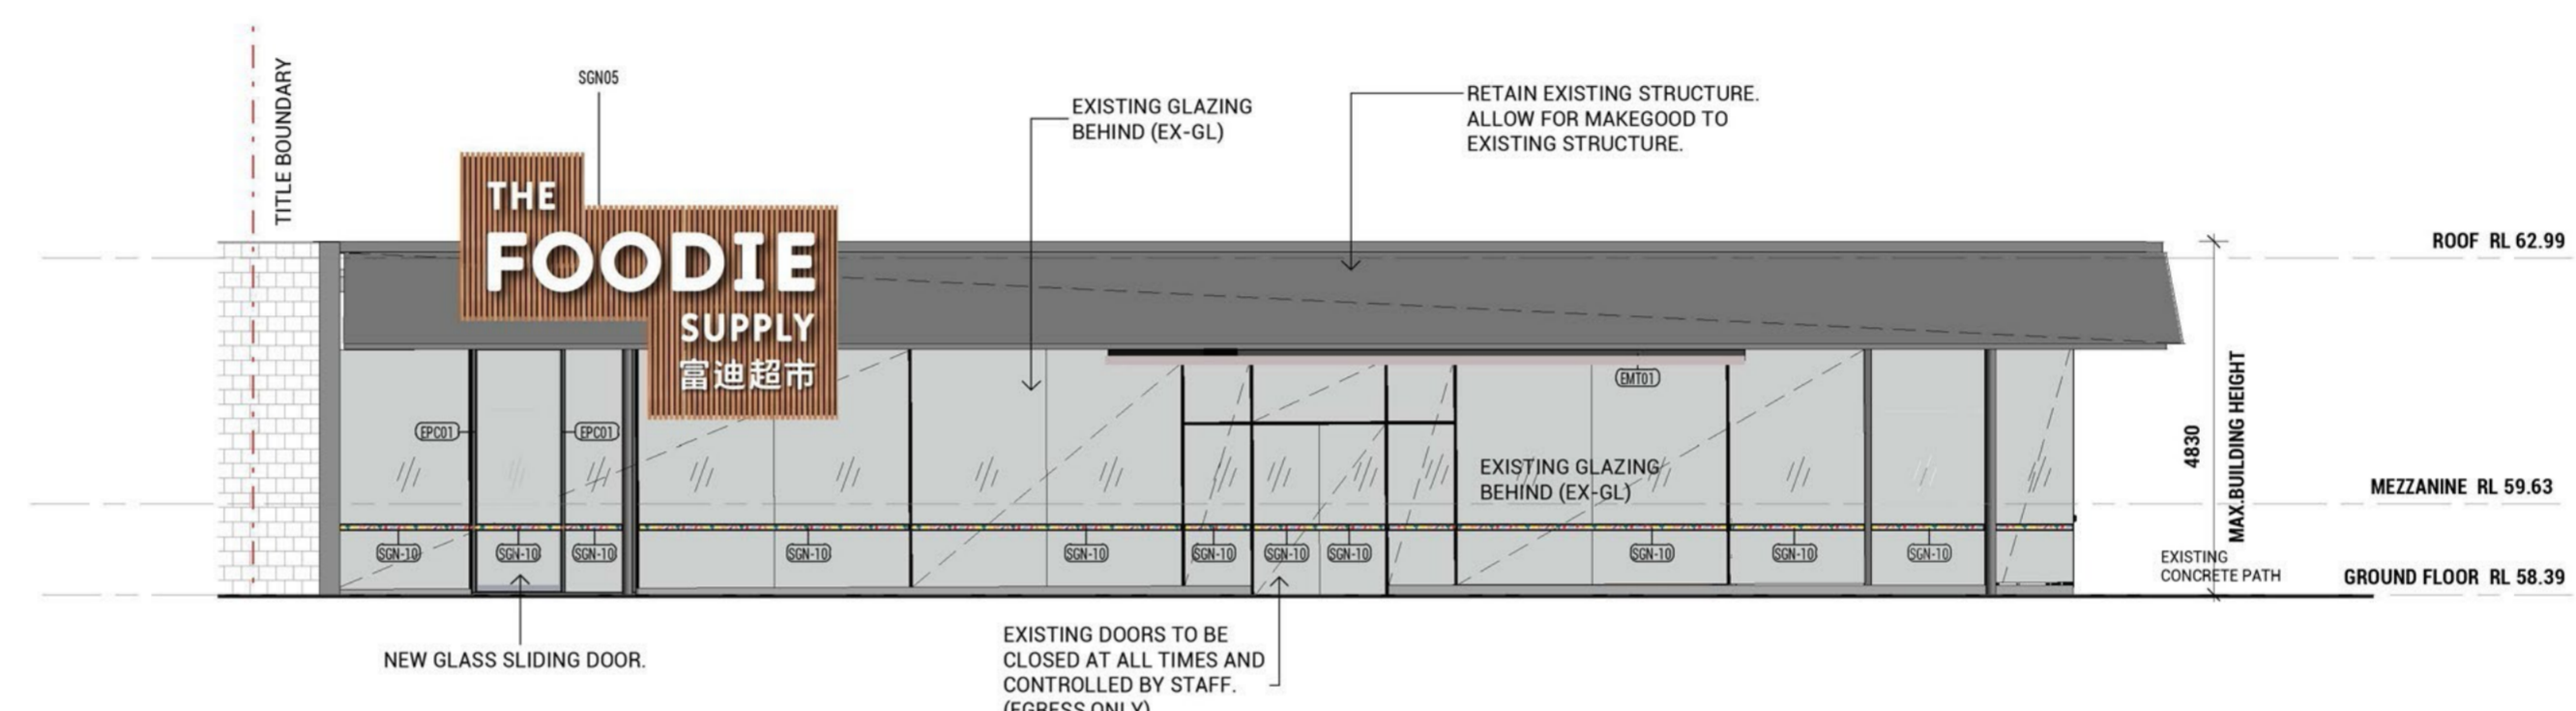 TITLE BOUNDARY
SGN05
EXISTING GLAZING
BEHIND (EX-GL)
RETAIN EXISTING STRUCTURE.
ALLOW FOR MAKEGOOD TO
EXISTING STRUCTURE.
THE
FOODIE
SUPPLY
富迪超市
ROOF RL 62.99
EMT01
EPC01
EPC01
EXISTING GLAZING
BEHIND (EX-GL)
4830
MAX.BUILDING HEIGHT
MEZZANINE RL 59.63
SGN-10
SGN-10
SGN-10
SGN-10
SGN-10
SGN-10
SGN-10
SGN-10
SGN-10
SGN-10
SGN-10
EXISTING
CONCRETE PATH
GROUND FLOOR RL 58.39
NEW GLASS SLIDING DOOR.
EXISTING DOORS TO BE
CLOSED AT ALL TIMES AND
CONTROLLED BY STAFF.
(EGRESS ONLY)